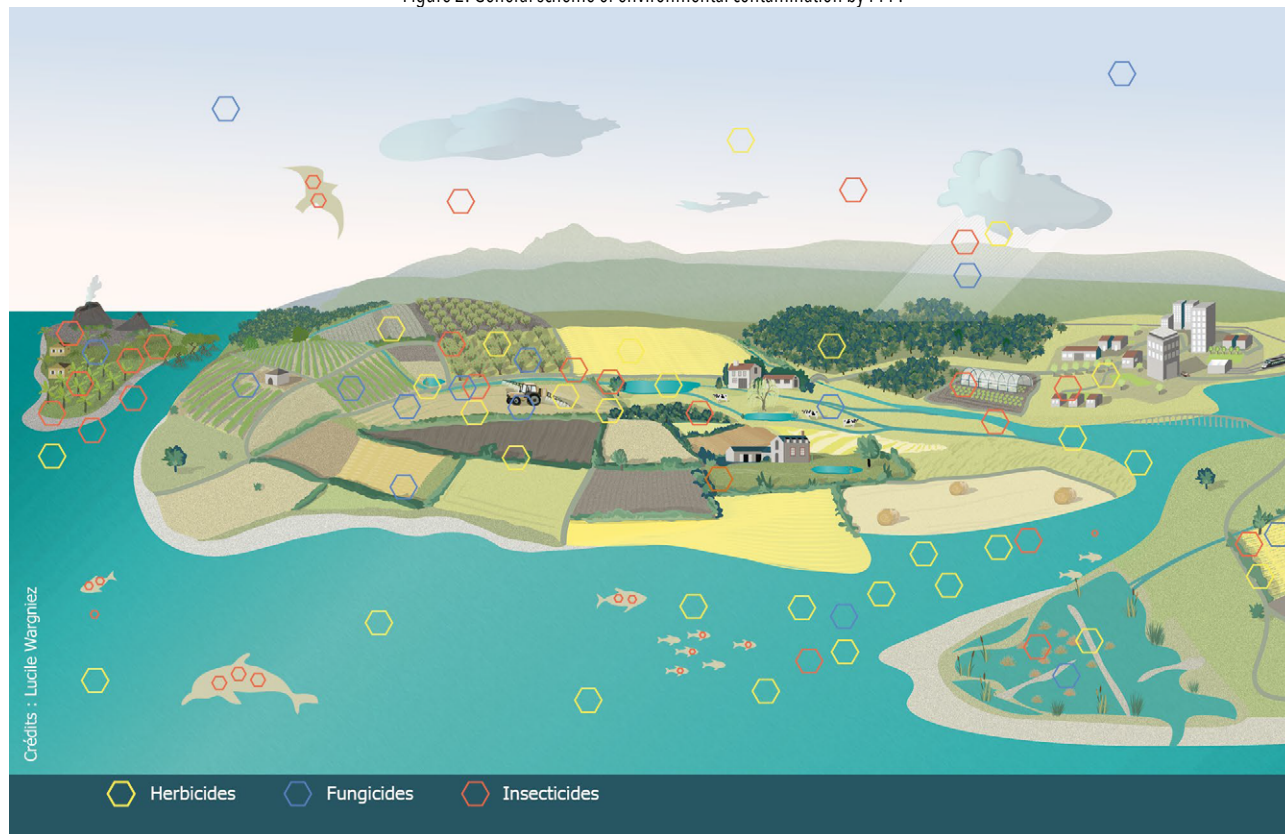 Crédits : Lucile Wargniez
Herbicides
Fungicides
Insecticides